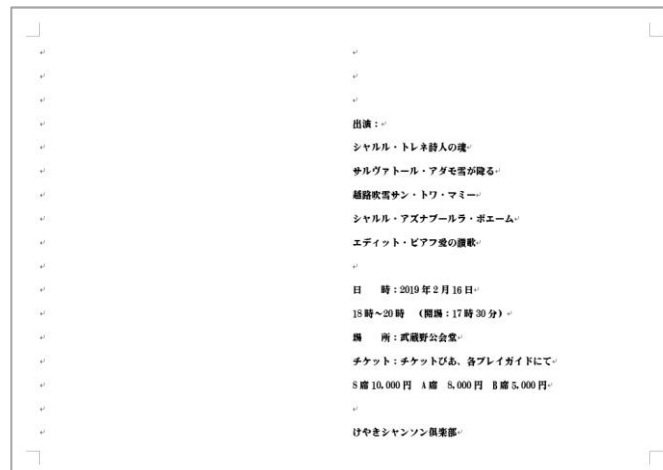 出演：
シャルル・トレネ詩人の魂
サルヴァトール・アダモ雪が降る
越路吹雪サン・トワ・マミー
シャルル・アズナブールラ・ボエーム
エディット・ピアフ愛の讃歌
日　　時：2019年2月16日
18時～20時　（開場：17時30分）
場　　所：武蔵野公会堂
チケット：チケットぴあ、各プレイガイドにて
S席 10,000円　A席　8,000円　B席 5,000円
けやきシャンソン倶楽部